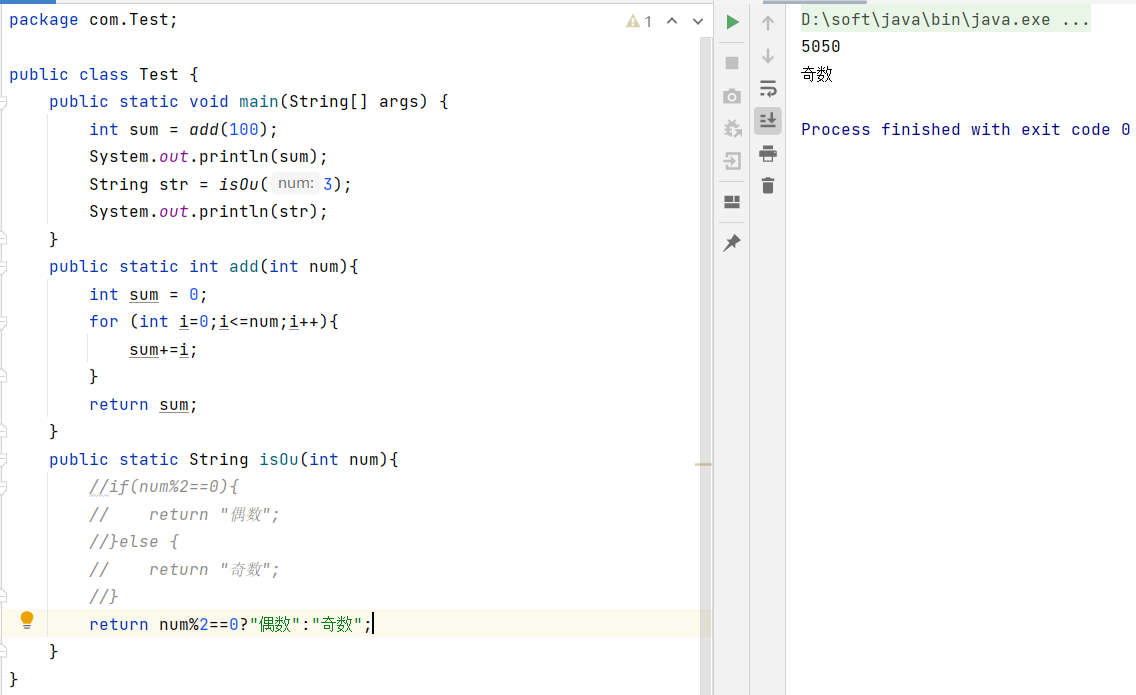 package com.Test;
1
public class Test {
public static void main(String[] args) {
int sum = add(100);
System.out.println(sum);
String str = isOu( num: 3);
System.out.println(str);
}
public static int add(int num){
int sum = 0;
for (int i=0;i<=num;i++){
sum+=i;
}
return sum;
}
public static String isOu(int num){
//if(num%2==0){
//    return "偶数";
//}else {
//    return "奇数";
//}
return num%2==0?"偶数":"奇数";
}
}
D:\soft\java\bin\java.exe ...
5050
奇数
Process finished with exit code 0